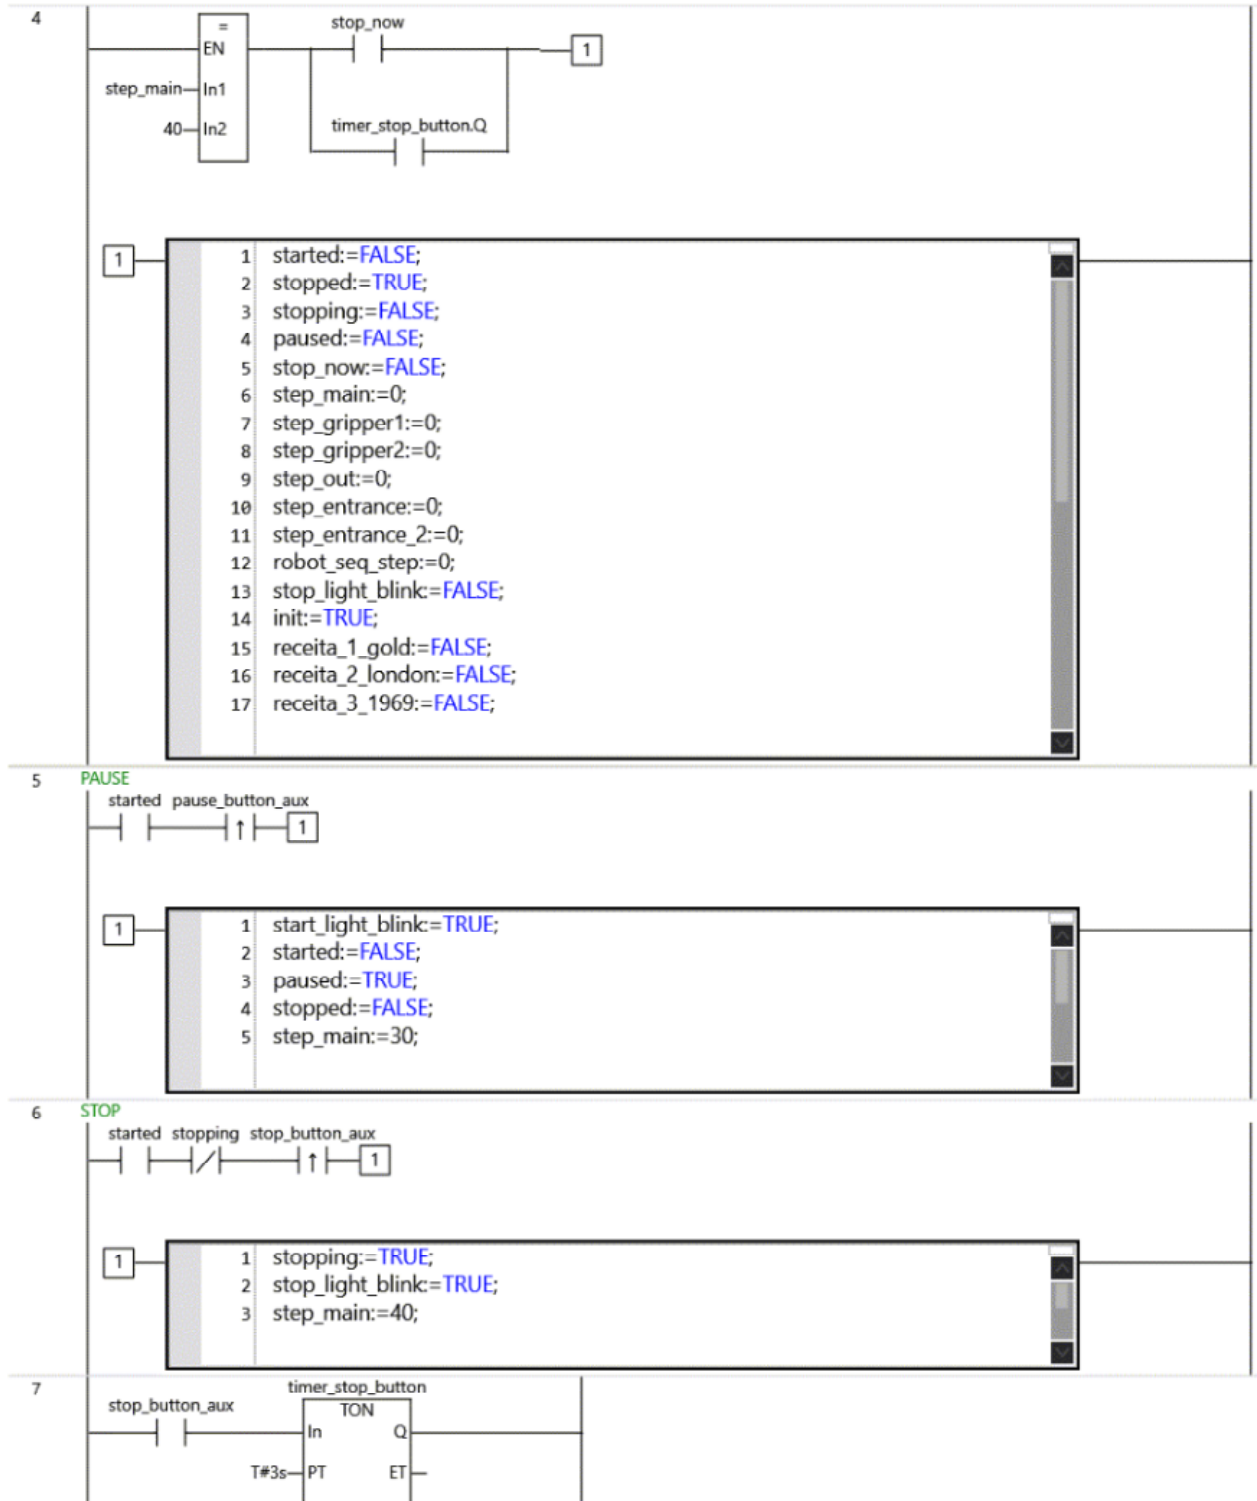 4
=
stop_now
EN
1
step_main
In1
40
In2
timer_stop_button.Q
1
1 started:=FALSE;
2 stopped:=TRUE;
3 stopping:=FALSE;
4 paused:=FALSE;
5 stop_now:=FALSE;
6 step_main:=0;
7 step_gripper1:=0;
8 step_gripper2:=0;
9 step_out:=0;
10 step_entrance:=0;
11 step_entrance_2:=0;
12 robot_seq_step:=0;
13 stop_light_blink:=FALSE;
14 init:=TRUE;
15 receita_1_gold:=FALSE;
16 receita_2_london:=FALSE;
17 receita_3_1969:=FALSE;
5 PAUSE
started pause_button_aux
1
1
1 start_light_blink:=TRUE;
2 started:=FALSE;
3 paused:=TRUE;
4 stopped:=FALSE;
5 step_main:=30;
6 STOP
started stopping stop_button_aux
1
1
1 stopping:=TRUE;
2 stop_light_blink:=TRUE;
3 step_main:=40;
7
timer_stop_button
stop_button_aux
TON
In Q
T#3s PT ET